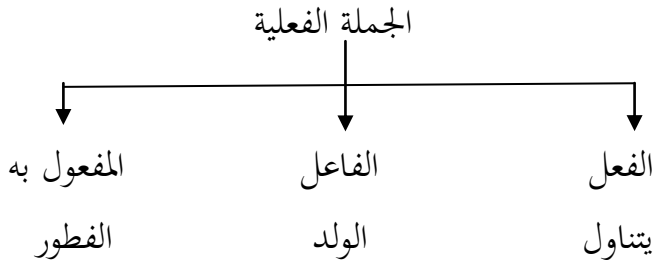 الجملة الفعلية
الفعل الفاعل المفعول به
يتناول الولد الفطور